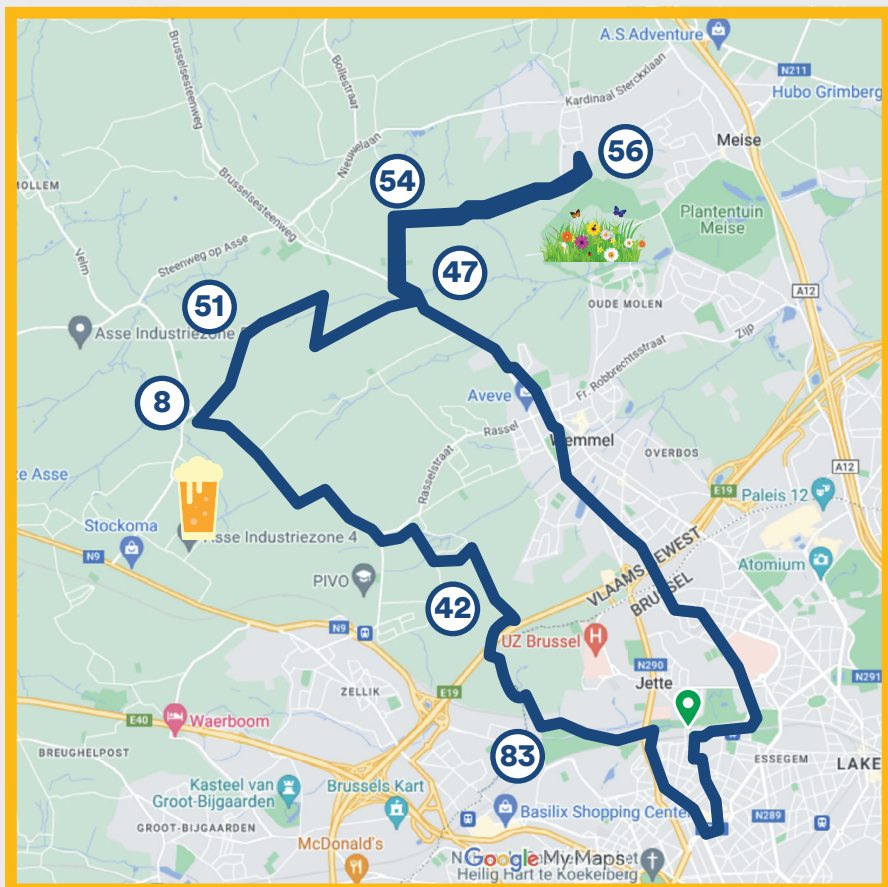 A.S.Adventure
N211
Hubo Grimberg
Kardinaal Sterckxlaan
Brusselsesteenweg
Bollestraat
Nieuwelaan
Meise
56
54
MOLLEM
Brusselsesteenweg
Plantentuin
Meise
Steenweg op Asse
Velm
47
A12
OUDE MOLEN
51
Asse Industriezone 5
Zijp
Fr. Robbrechtsstraat
8
Aveve
Rassel
Wemmel
OVERBOS
A12
ze Asse
Rasselstraat
E19
Paleis 12
Stockoma
Asse Industriezone 4
N9
VLAAMS GEWEST
BRUSSEL
Atomium
PIVO
42
N9
UZ Brussel
H
N290
N291
Jette
ZELLIK
E19
Waerboom
E40
BREUGHELPOST
83
ESSEGEM
LAKE
Kasteel van
Groot-Bijgaarden
Brussels Kart
Basilix Shopping Center
N289
GROOT-BIJGAARDEN
McDonald's
Google My Maps
Heilig Hart te Koekelberg